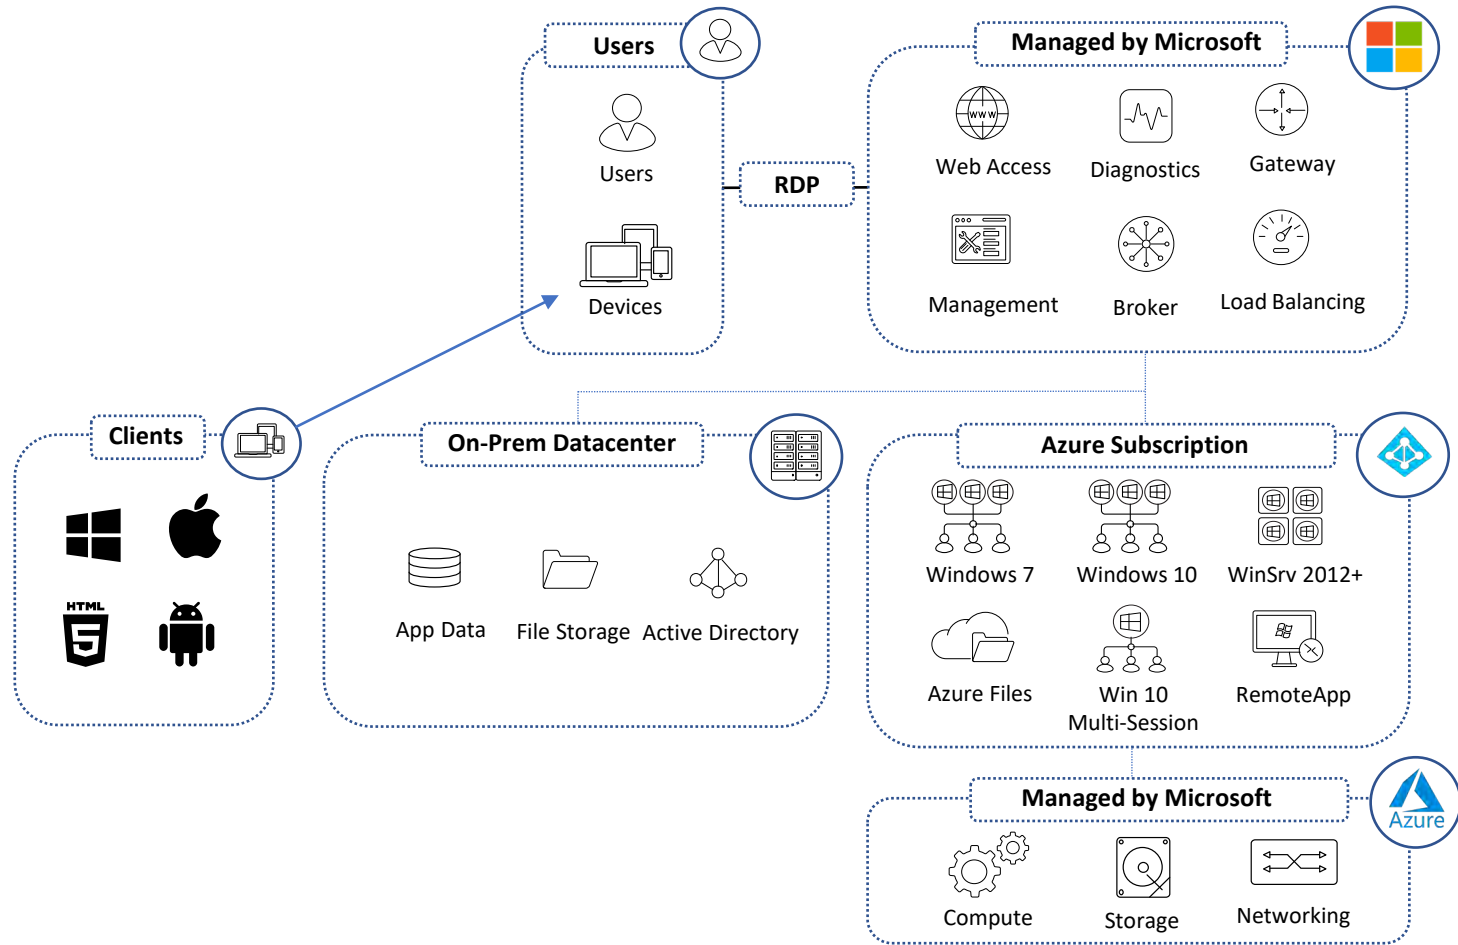 Users
Managed by Microsoft
Users
WWW
Web Access
Diagnostics
Gateway
RDP
Devices
Management
Broker
Load Balancing
Clients
On-Prem Datacenter
Azure Subscription
HTML
5
App Data
File Storage
Active Directory
Windows 7
Windows 10
WinSrv 2012+
Azure Files
Win 10
Multi-Session
RemoteApp
Managed by Microsoft
Azure
Compute
Storage
Networking